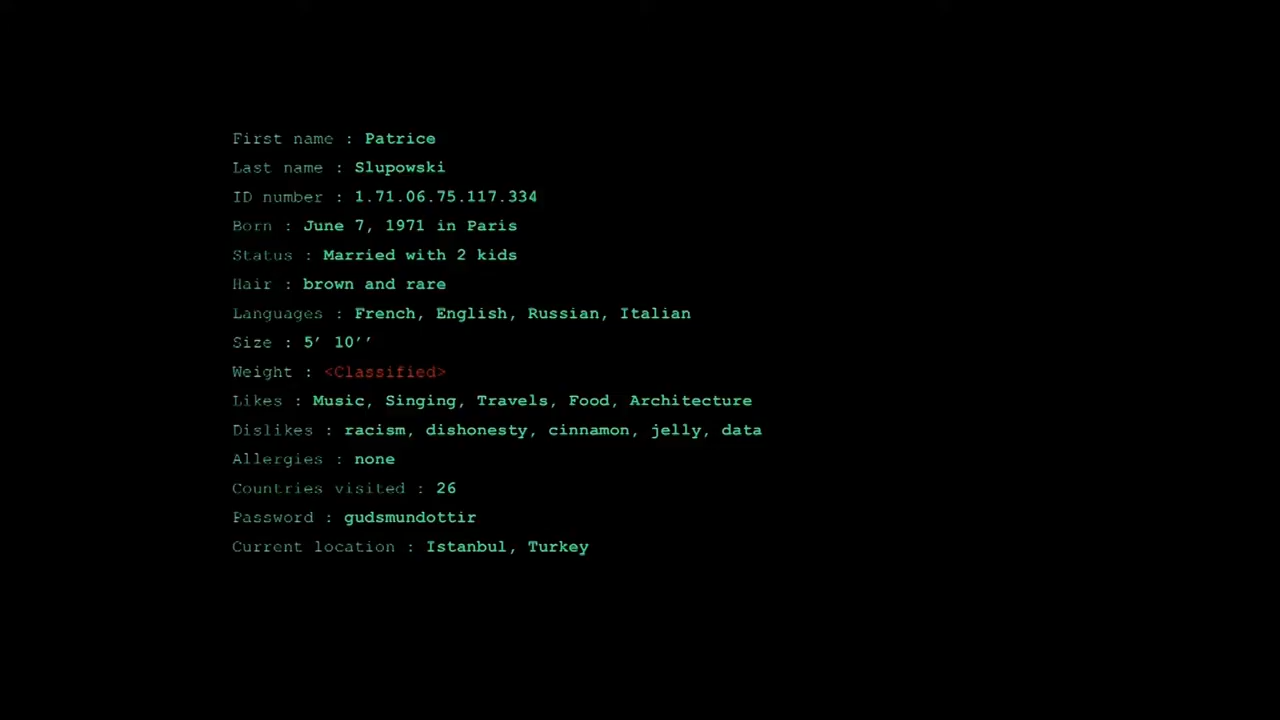 First name : Patrice
Last name : Slupowski
ID number : 1.71.06.75.117.334
Born : June 7, 1971 in Paris
Status : Married with 2 kids
Hair : brown and rare
Languages : French, English, Russian, Italian
Size : 5′ 10′′
Weight : <Classified>
Likes : Music, Singing, Travels, Food, Architecture
Dislikes : racism, dishonesty, cinnamon, jelly, data
Allergies : none
Countries visited : 26
Password : gudsmundottir
Current location : Istanbul, Turkey